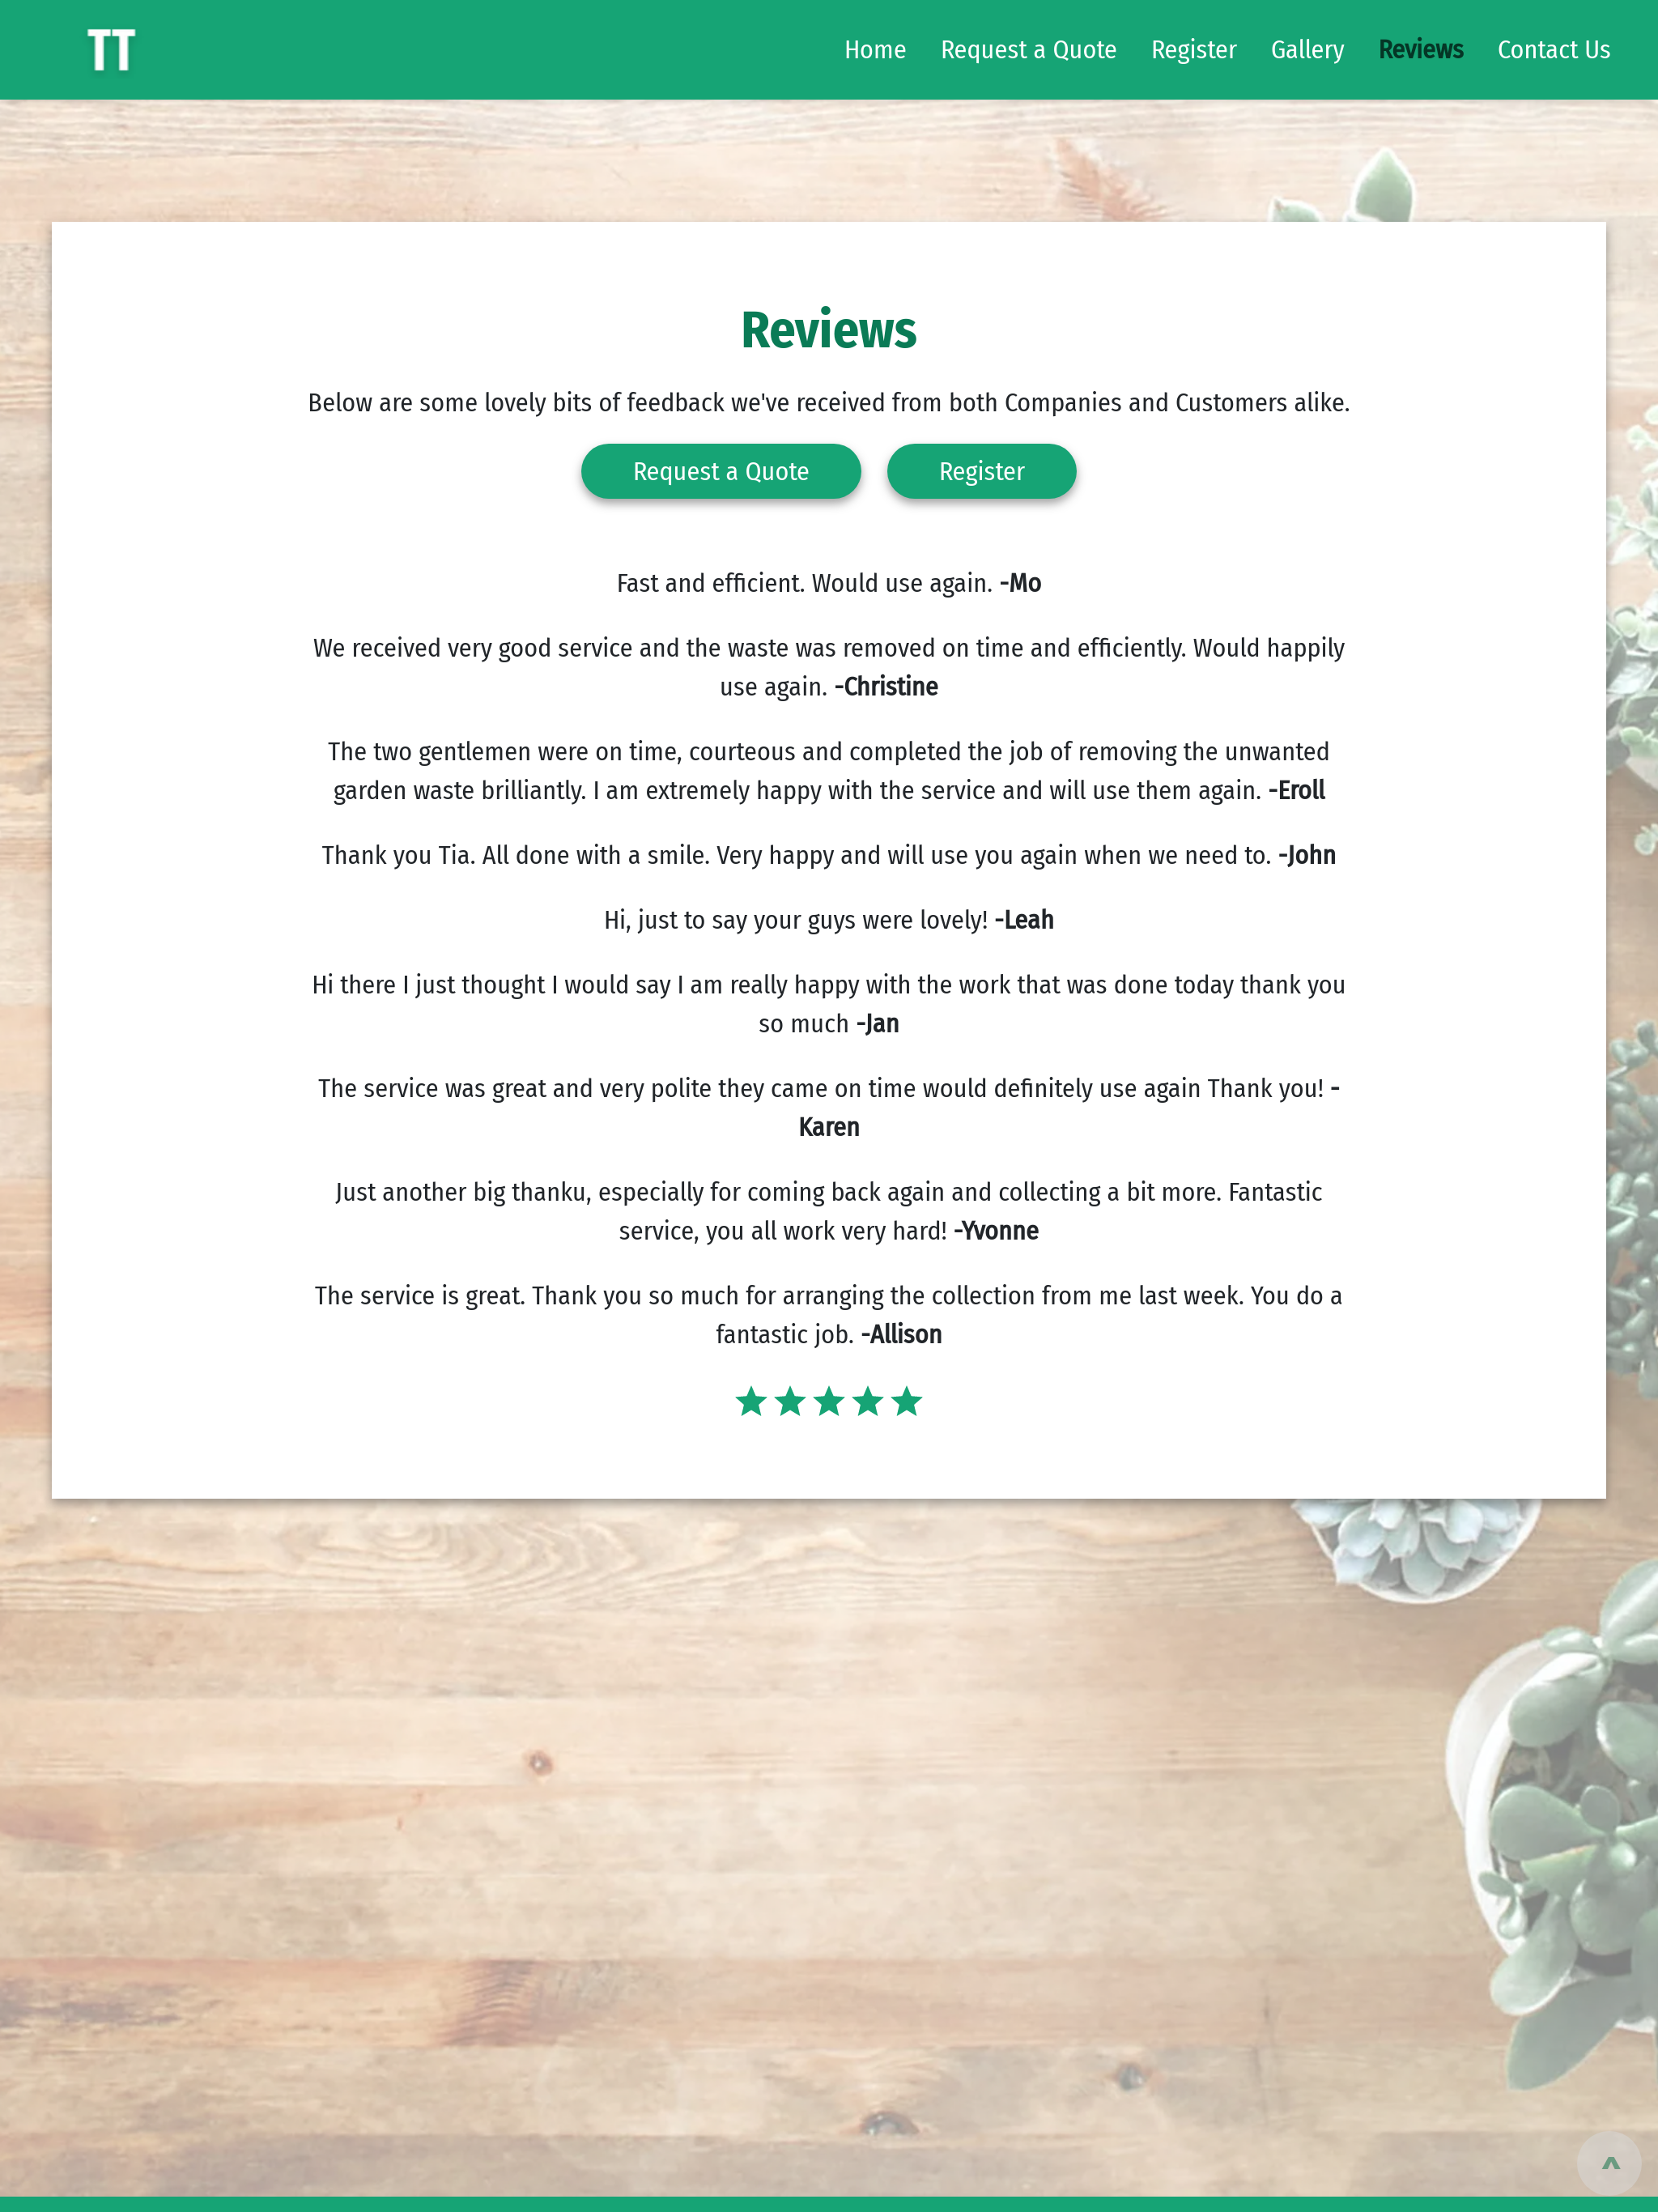 TT
Home Request a Quote Register Gallery Reviews Contact Us
Reviews
Below are some lovely bits of feedback we've received from both Companies and Customers alike.
Request a Quote Register
Fast and efficient. Would use again. -Mo
We received very good service and the waste was removed on time and efficiently. Would happily
use again. -Christine
The two gentlemen were on time, courteous and completed the job of removing the unwanted
garden waste brilliantly. I am extremely happy with the service and will use them again. -Eroll
Thank you Tia. All done with a smile. Very happy and will use you again when we need to. -John
Hi, just to say your guys were lovely! -Leah
Hi there I just thought I would say I am really happy with the work that was done today thank you
so much -Jan
The service was great and very polite they came on time would definitely use again Thank you! -
Karen
Just another big thanku, especially for coming back again and collecting a bit more. Fantastic
service, you all work very hard! -Yvonne
The service is great. Thank you so much for arranging the collection from me last week. You do a
fantastic job. -Allison